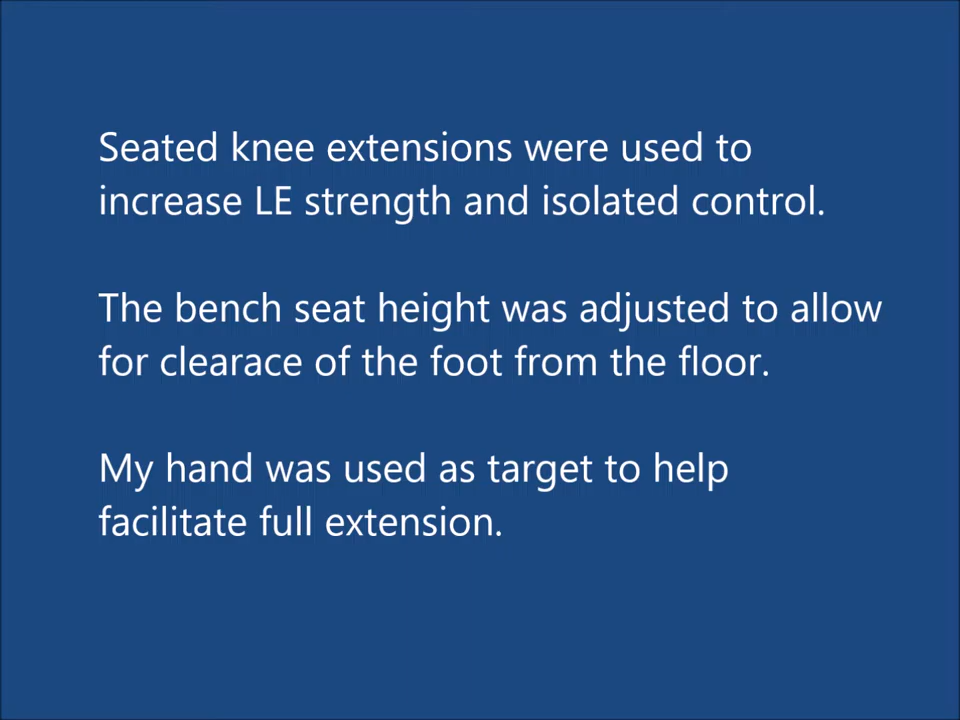 Seated knee extensions were used to
increase LE strength and isolated control.
The bench seat height was adjusted to allow
for clearace of the foot from the floor.
My hand was used as target to help
facilitate full extension.